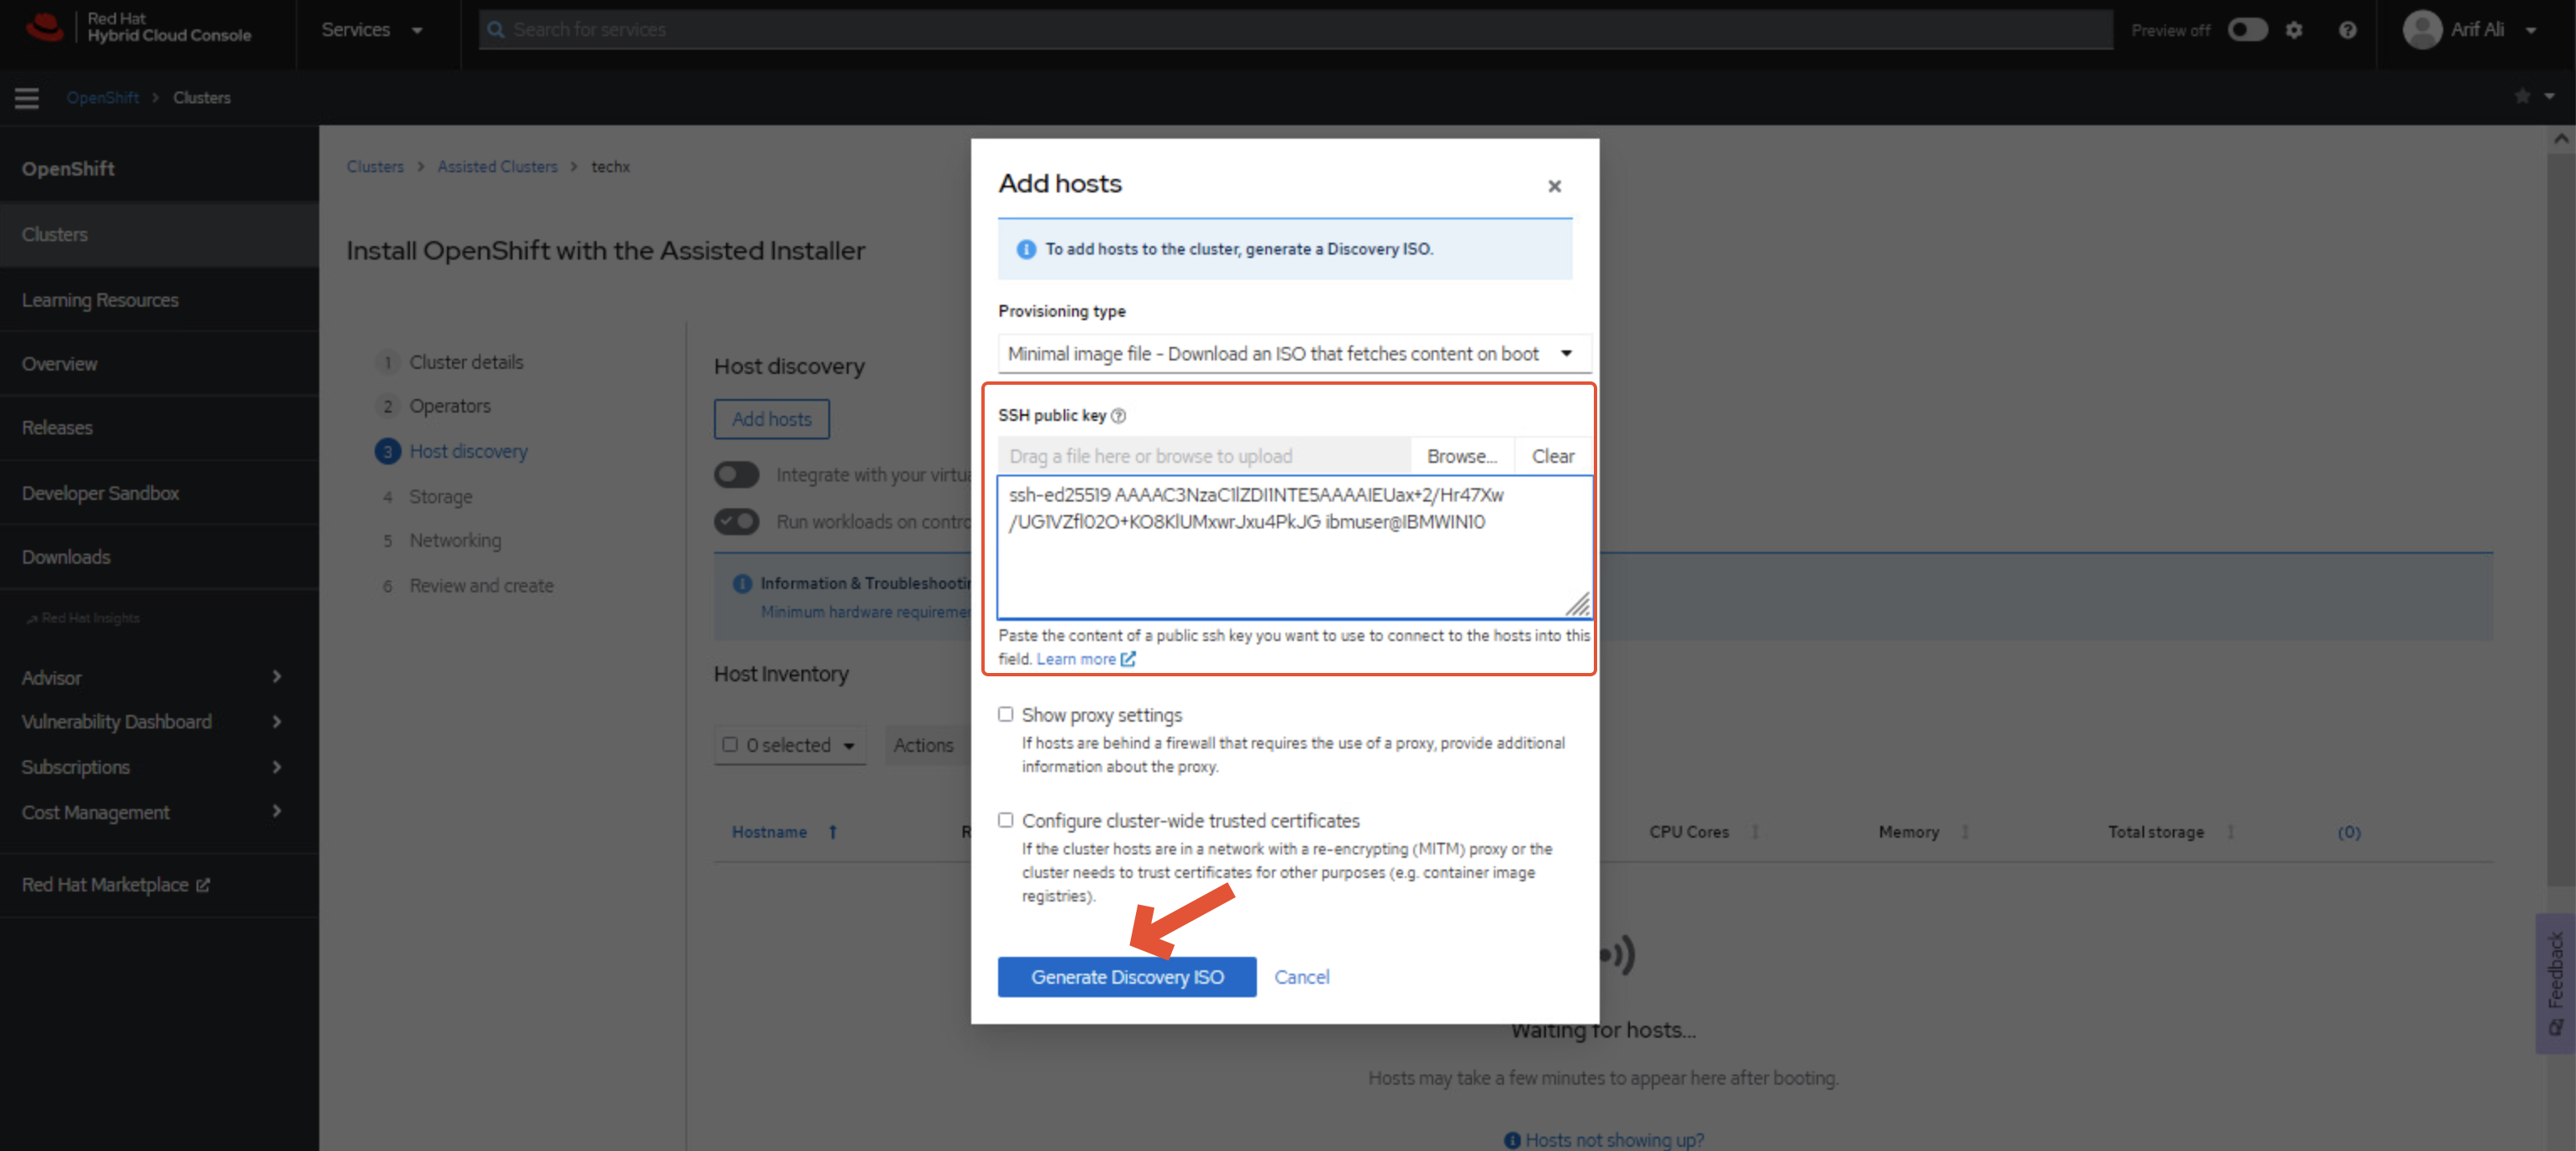 Red Hat
Hybrid Cloud Console
Services
Search for services
Preview off
Arif Ali
OpenShift > Clusters
OpenShift
Clusters
Learning Resources
Overview
Releases
Developer Sandbox
Downloads
Red Hat Insights
Advisor
Vulnerability Dashboard
Subscriptions
Cost Management
Red Hat Marketplace
Clusters > Assisted Clusters > techx
Install OpenShift with the Assisted Installer
1 Cluster details
2 Operators
3 Host discovery
4 Storage
5 Networking
6 Review and create
Host discovery
Add hosts
Integrate with your
Run workloads on
Information &
Minimum hardware
Host Inventory
0 selected
Actions
Hostname
CPU Cores
Memory
Total storage
(0)
Add hosts
To add hosts to the cluster, generate a Discovery ISO.
Provisioning type
Minimal image file - Download an ISO that fetches content on boot
SSH public key
Drag a file here or browse to upload
Browse...
Clear
ssh-ed25519 AAAAC3NzaC1lZDI1NTE5AAAAIEUax+2/Hr47Xw
/UG1VZfl02O+KO8KlUMxwrJxu4PkJG ibmuser@IBMWIN10
Paste the content of a public ssh key you want to use to connect to the hosts into this
field. Learn more
Show proxy settings
If hosts are behind a firewall that requires the use of a proxy, provide additional
information about the proxy.
Configure cluster-wide trusted certificates
If the cluster hosts are in a network with a re-encrypting (MITM) proxy or the
cluster needs to trust certificates for other purposes (e.g. container image
registries).
Generate Discovery ISO
Cancel
Waiting for hosts...
Hosts may take a few minutes to appear here after booting.
Hosts not showing up?
Feedback